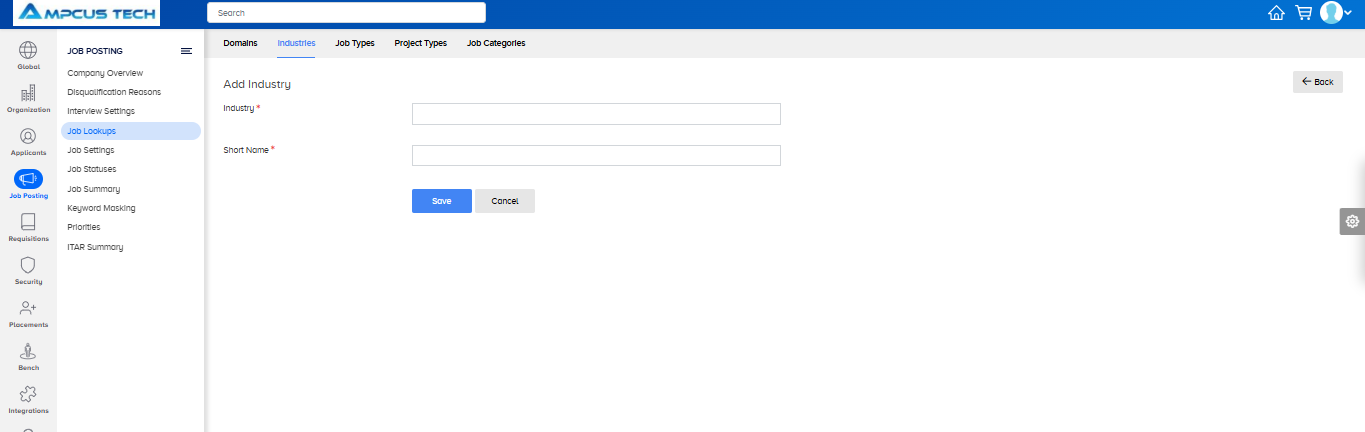 AMPCUS TECH
Search
Global
Organization
Applicants
Job Posting
Requisitions
Security
Placements
Bench
Integrations
JOB POSTING
Company Overview
Disqualification Reasons
Interview Settings
Job Lookups
Job Settings
Job Statuses
Job Summary
Keyword Masking
Priorities
ITAR Summary
Domains Industries Job Types Project Types Job Categories
Add Industry
Back
Industry *
Short Name *
Save Cancel